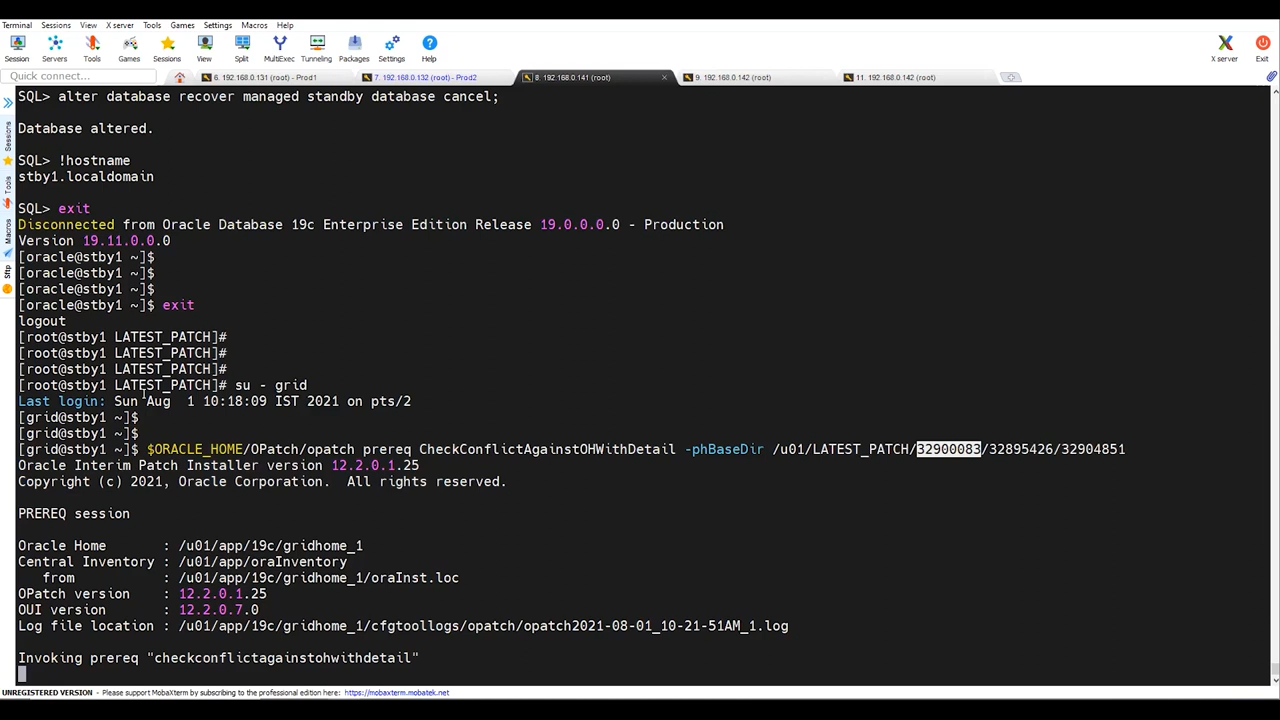 Terminal Sessions View X server Tools Games Settings Macros Help
Session Servers Tools Games Sessions View Split MultiExec Tunneling Packages Settings Help X server Exit
Quick connect... 6. 192.168.0.131 (root) - Prod1 7. 192.168.0.132 (root) - Prod2 8. 192.168.0.141 (root) 9. 192.168.0.142 (root) 11. 192.168.0.142 (root)
Sessions
Tools
Macros
Sftp
SQL> alter database recover managed standby database cancel;
Database altered.
SQL> !hostname
stby1.localdomain
SQL> exit
Disconnected from Oracle Database 19c Enterprise Edition Release 19.0.0.0.0 - Production
Version 19.11.0.0.0
[oracle@stby1 ~]$
[oracle@stby1 ~]$
[oracle@stby1 ~]$
[oracle@stby1 ~]$ exit
logout
[root@stby1 LATEST_PATCH]#
[root@stby1 LATEST_PATCH]#
[root@stby1 LATEST_PATCH]#
[root@stby1 LATEST_PATCH]# su - grid
Last login: Sun Aug  1 10:18:09 IST 2021 on pts/2
[grid@stby1 ~]$
[grid@stby1 ~]$
[grid@stby1 ~]$ $ORACLE_HOME/OPatch/opatch prereq CheckConflictAgainstOHWithDetail -phBaseDir /u01/LATEST_PATCH/32900083/32895426/32904851
Oracle Interim Patch Installer version 12.2.0.1.25
Copyright (c) 2021, Oracle Corporation.  All rights reserved.
PREREQ session
Oracle Home       : /u01/app/19c/gridhome_1
Central Inventory : /u01/app/oraInventory
from           : /u01/app/19c/gridhome_1/oraInst.loc
OPatch version    : 12.2.0.1.25
OUI version       : 12.2.0.7.0
Log file location : /u01/app/19c/gridhome_1/cfgtoollogs/opatch/opatch2021-08-01_10-21-51AM_1.log
Invoking prereq "checkconflictagainstohwithdetail"
UNREGISTERED VERSION - Please support MobaXterm by subscribing to the professional edition here: https://mobaxterm.mobatek.net